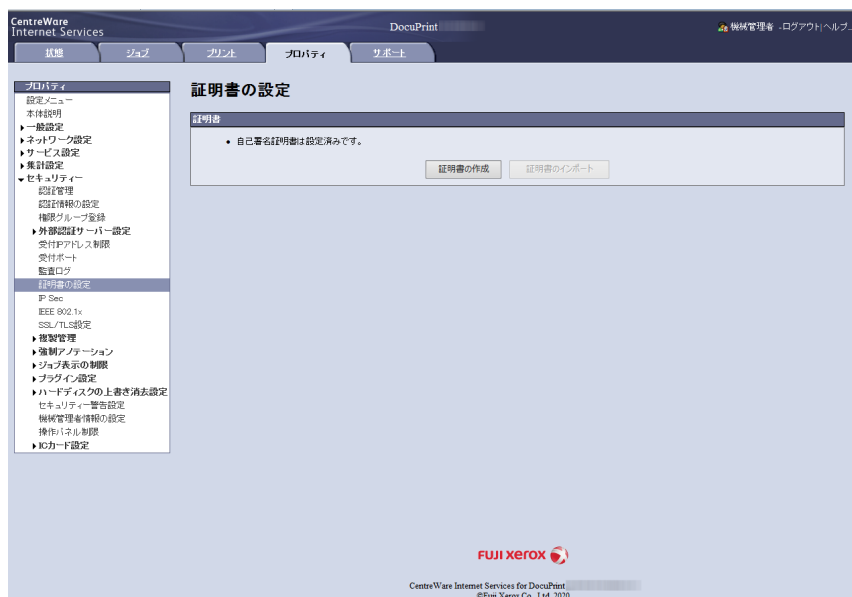 CentreWare
Internet Services
DocuPrint
機械管理者 -ログアウト|ヘルプ
状態
ジョブ
プリント
プロパティ
サポート
プロパティ
設定メニュー
本体説明
一般設定
ネットワーク設定
サービス設定
集計設定
セキュリティー
認証管理
認証情報の設定
権限グループ登録
外部認証サーバー設定
受付IPアドレス制限
受付ポート
監査ログ
証明書の設定
IP Sec
IEEE 802.1x
SSL/TLS設定
複製管理
強制アノテーション
ジョブ表示の制限
プラグイン設定
ハードディスクの上書き消去設定
セキュリティー警告設定
機械管理者情報の設定
操作パネル制限
ICカード設定
証明書の設定
証明書
• 自己署名証明書は設定済みです。
証明書の作成
証明書のインポート
FUJI xerox
CentreWare Internet Services for DocuPrint
©Fuji Xerox Co., Ltd. 2020